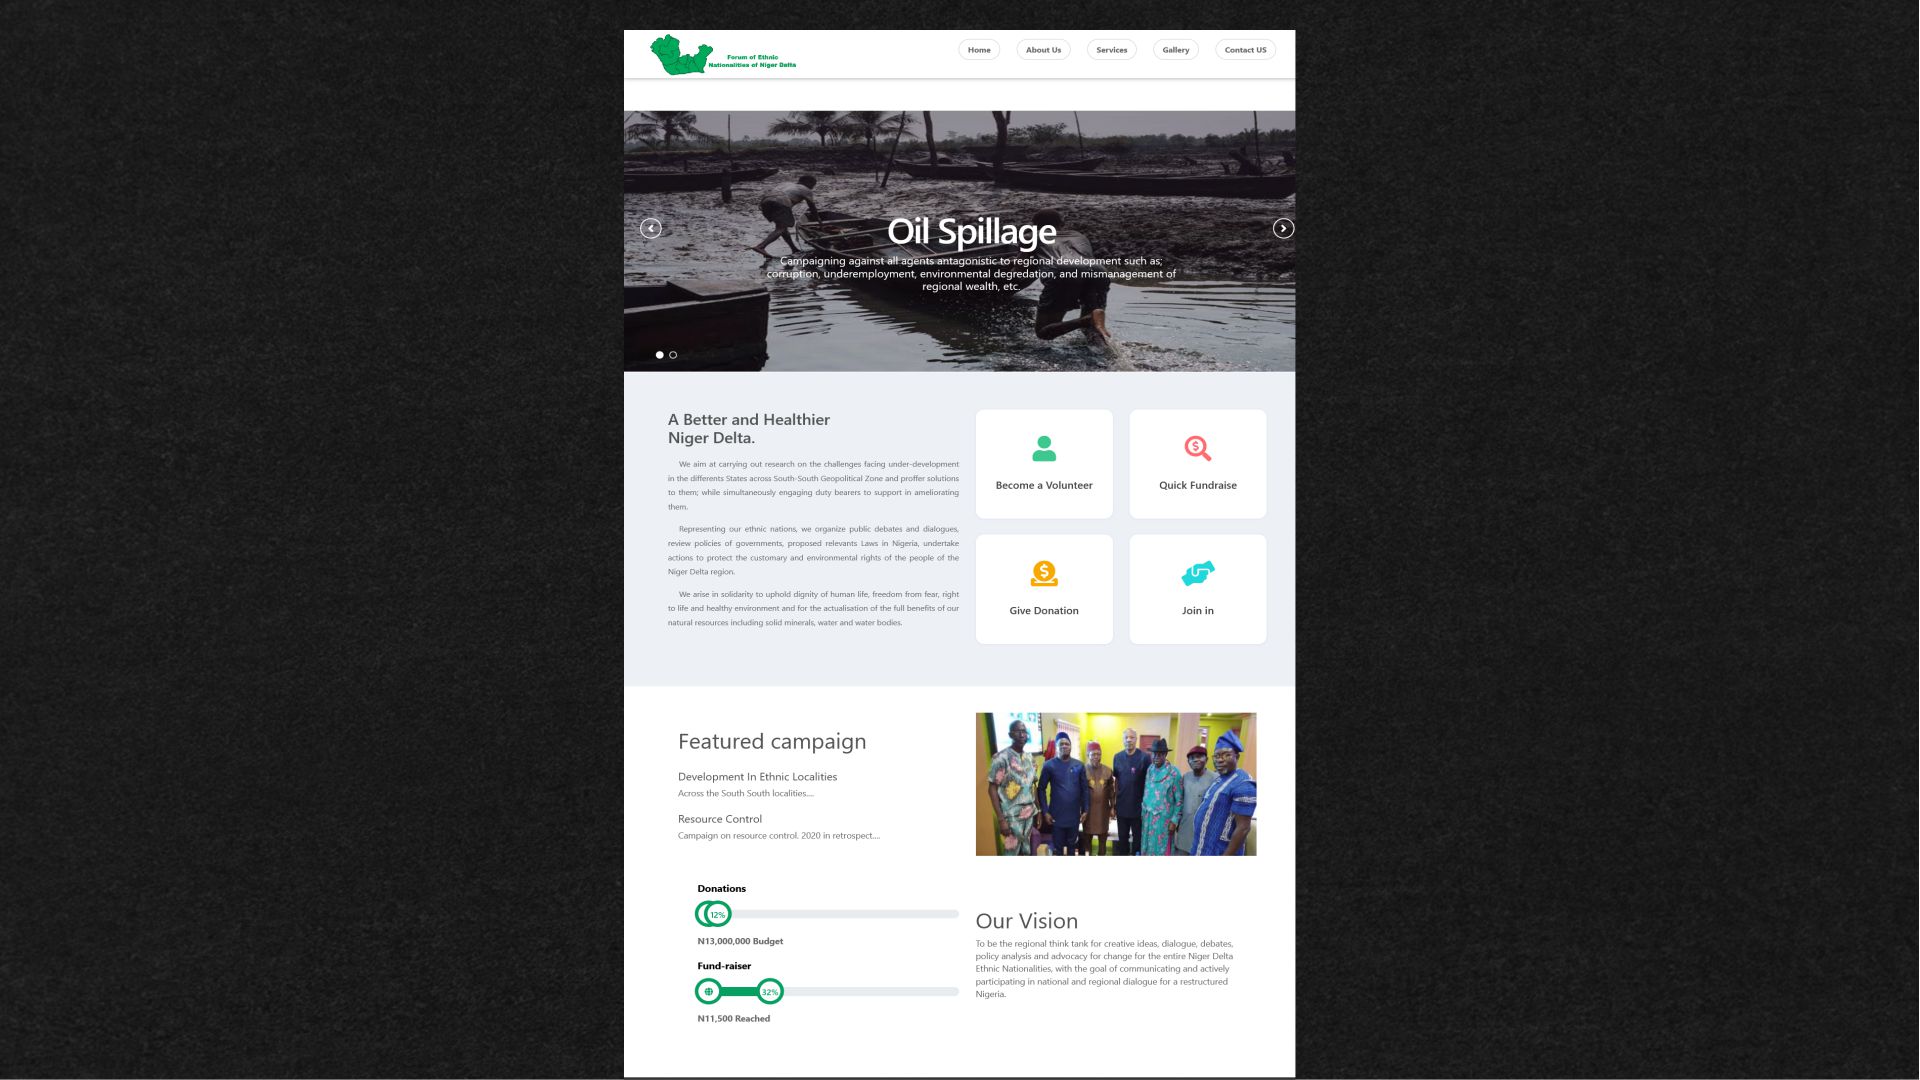 Forum of Ethnic
Nationalities of Niger Delta
Home
About Us
Services
Gallery
Contact US
Oil Spillage
Campaigning against all agents antagonistic to regional development such as;
corruption, underemployment, environmental degredation, and mismanagement of
regional wealth, etc.
A Better and Healthier
Niger Delta.
We aim at carrying out research on the challenges facing under-development
in the differents States across South-South Geopolitical Zone and proffer solutions
to them; while simultaneously engaging duty bearers to support in ameliorating
them.
Representing our ethnic nations, we organize public debates and dialogues,
review policies of governments, proposed relevants Laws in Nigeria, undertake
actions to protect the customary and environmental rights of the people of the
Niger Delta region.
We arise in solidarity to uphold dignity of human life, freedom from fear, right
to life and healthy environment and for the actualisation of the full benefits of our
natural resources including solid minerals, water and water bodies.
Become a Volunteer
Quick Fundraise
Give Donation
Join in
Featured campaign
Development In Ethnic Localities
Across the South South localities....
Resource Control
Campaign on resource control. 2020 in retrospect....
Donations
12%
N13,000,000 Budget
Fund-raiser
32%
N11,500 Reached
Our Vision
To be the regional think tank for creative ideas, dialogue, debates,
policy analysis and advocacy for change for the entire Niger Delta
Ethnic Nationalities, with the goal of communicating and actively
participating in national and regional dialogue for a restructured
Nigeria.